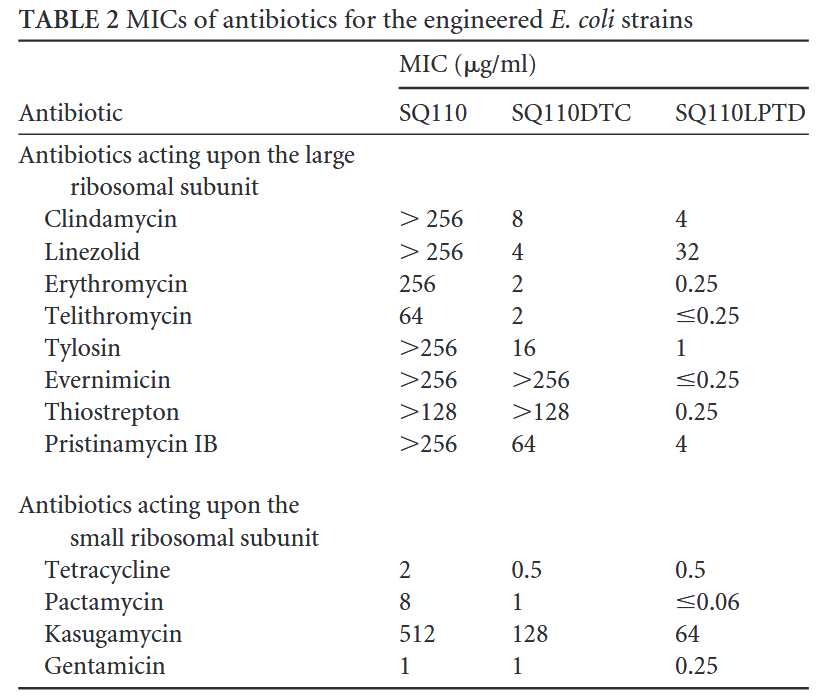 TABLE 2 MICs of antibiotics for the engineered E. coli strains
MIC (μg/ml)
Antibiotic SQ110 SQ110DTC SQ110LPTD
Antibiotics acting upon the large
ribosomal subunit
Clindamycin > 256 8 4
Linezolid > 256 4 32
Erythromycin 256 2 0.25
Telithromycin 64 2 ≤0.25
Tylosin >256 16 1
Evernimicin >256 >256 ≤0.25
Thiostrepton >128 >128 0.25
Pristinamycin IB >256 64 4
Antibiotics acting upon the
small ribosomal subunit
Tetracycline 2 0.5 0.5
Pactamycin 8 1 ≤0.06
Kasugamycin 512 128 64
Gentamicin 1 1 0.25